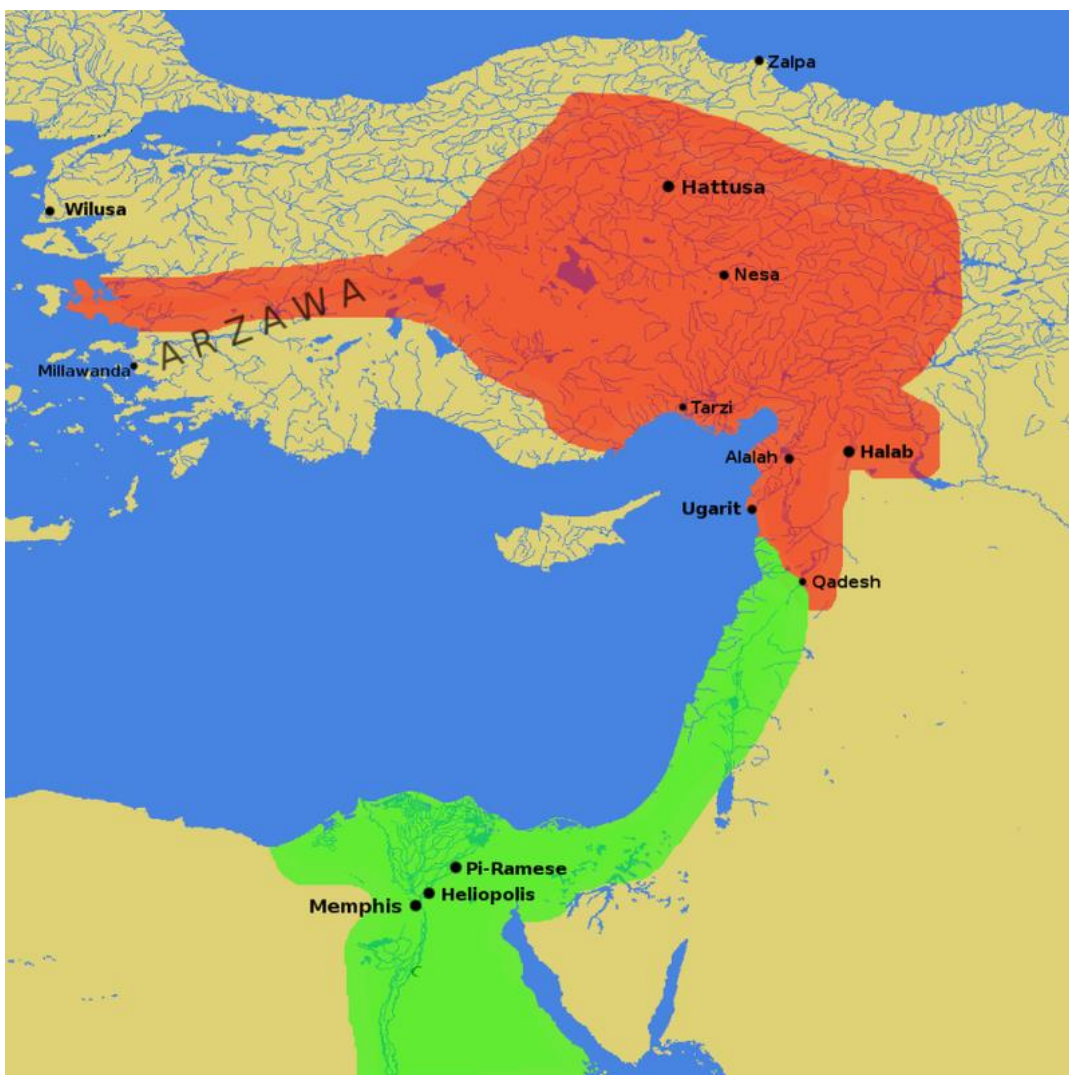 Zalpa
Hattusa
Wilusa
Nesa
ARZAWA
Millawanda
Tarzi
Alalah
Halab
Ugarit
Qadesh
Pi-Ramese
Heliopolis
Memphis